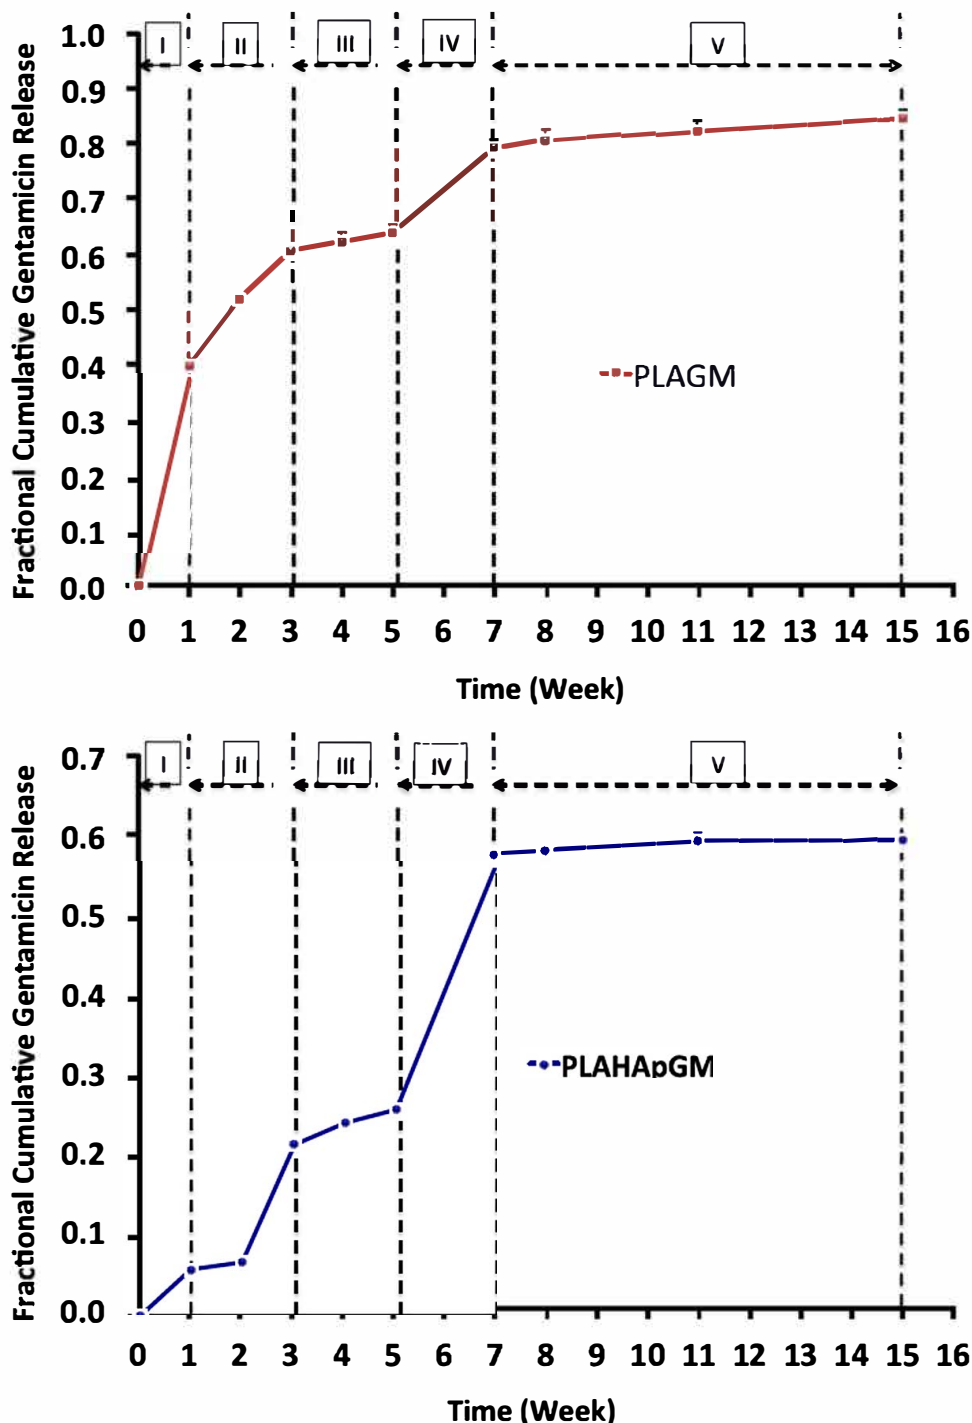 Fractional Cumulative Gentamicin Release
1.0
0.9
0.8
0.7
0.6
0.5
0.4
0.3
0.2
0.1
0.0
I II III IV V
PLAGM
0 1 2 3 4 5 6 7 8 9 10 11 12 13 14 15 16
Time (Week)
Fractional Cumulative Gentamicin Release
0.7
0.6
0.5
0.4
0.3
0.2
0.1
0.0
I II III IV V
PLAHApGM
0 1 2 3 4 5 6 7 8 9 10 11 12 13 14 15 16
Time (Week)